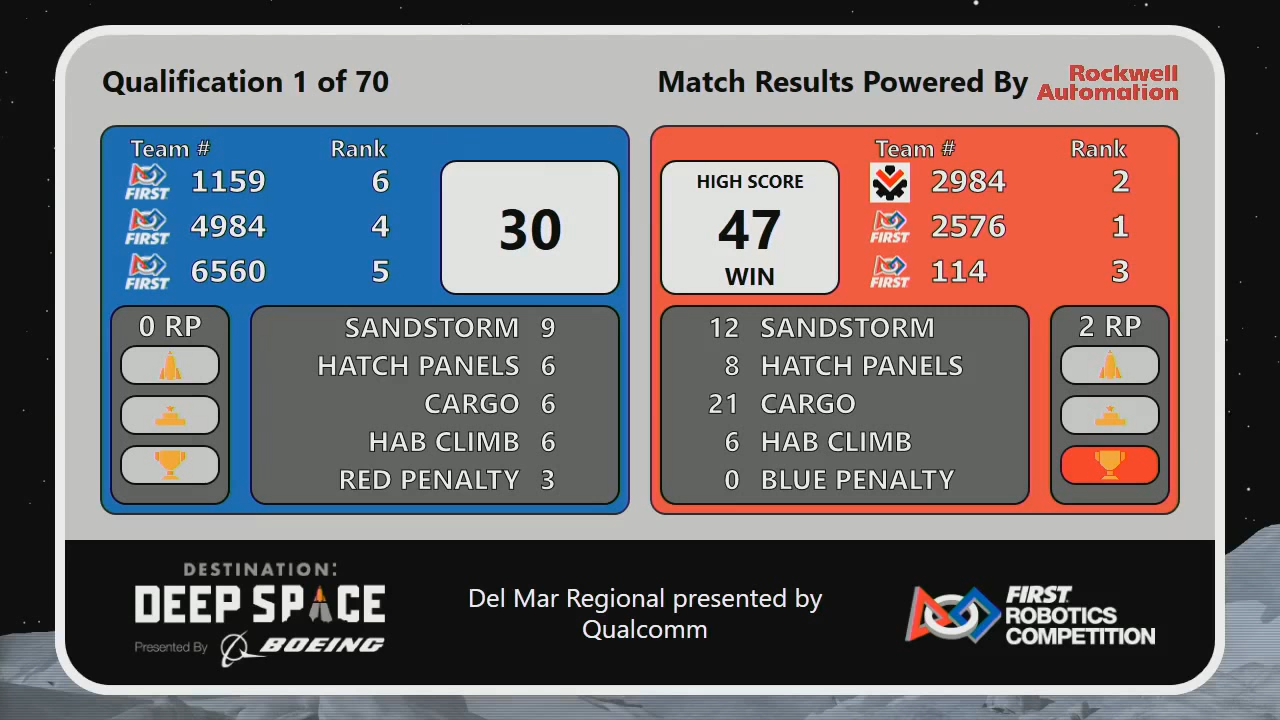 Qualification 1 of 70
Match Results Powered By Rockwell Automation
Team # Rank
FIRST 1159 6
FIRST 4984 4
FIRST 6560 5
30
HIGH SCORE
47
WIN
Team # Rank
2984 2
FIRST 2576 1
FIRST 114 3
0 RP
SANDSTORM 9
HATCH PANELS 6
CARGO 6
HAB CLIMB 6
RED PENALTY 3
12 SANDSTORM
8 HATCH PANELS
21 CARGO
6 HAB CLIMB
0 BLUE PENALTY
2 RP
DESTINATION:
DEEP SPACE
Presented By BOEING
Del Mar Regional presented by
Qualcomm
FIRST
ROBOTICS
COMPETITION